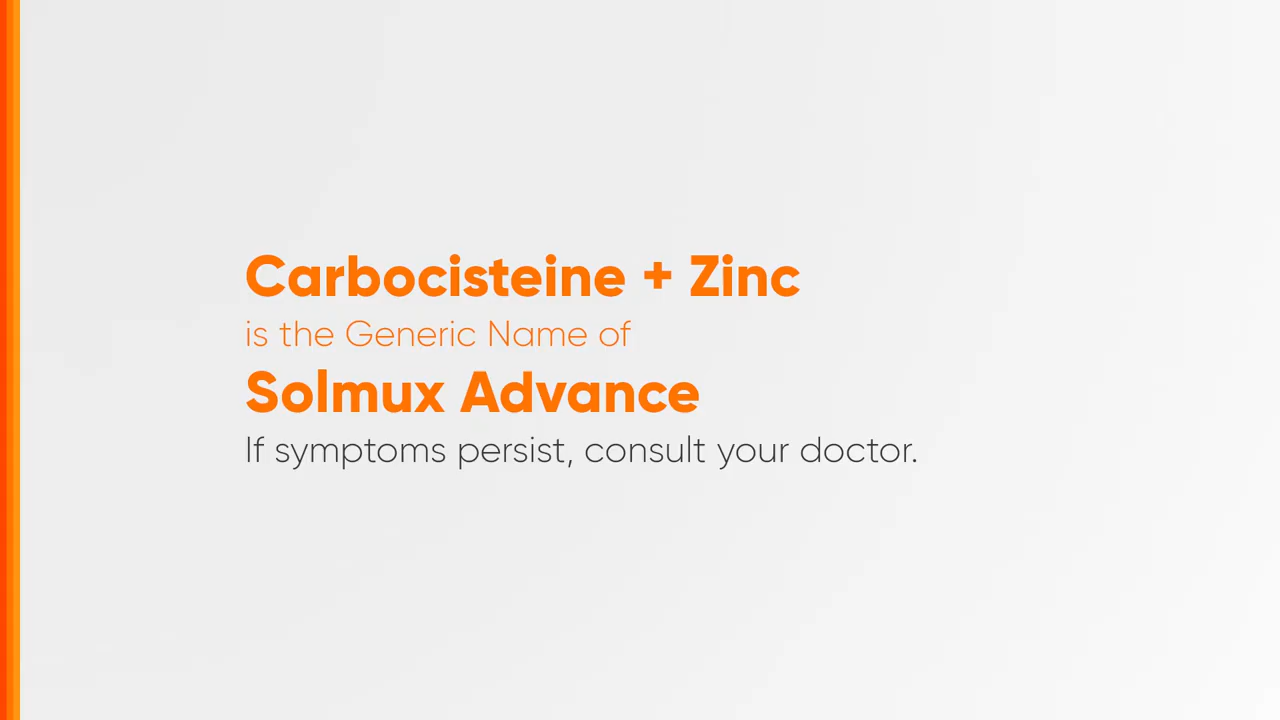 Carbocisteine + Zinc
is the Generic Name of
Solmux Advance
If symptoms persist, consult your doctor.